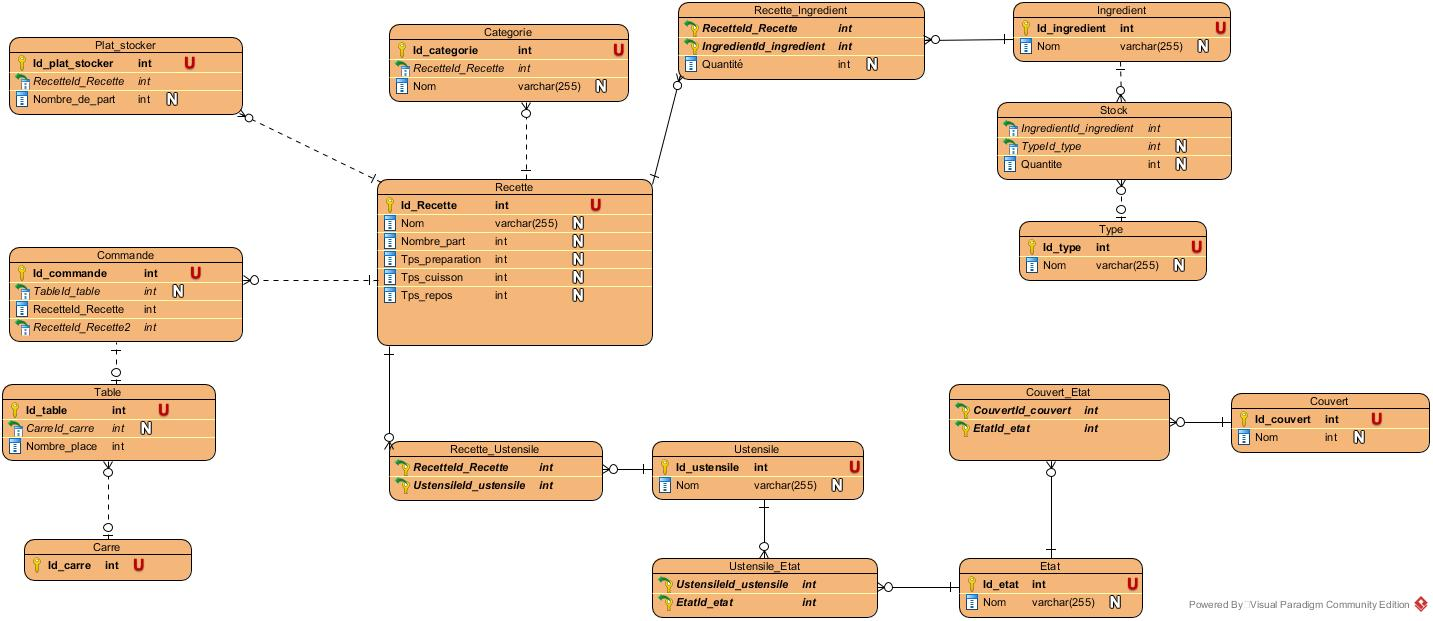 Plat_stocker
Id_plat_stocker int U
RecetteId_Recette int
Nombre_de_part int N
Categorie
Id_categorie int U
RecetteId_Recette int
Nom varchar(255) N
Recette_Ingredient
RecetteId_Recette int
IngredientId_ingredient int
Quantité int N
Ingredient
Id_ingredient int U
Nom varchar(255) N
Stock
IngredientId_ingredient int
TypeId_type int N
Quantite int N
Type
Id_type int U
Nom varchar(255) N
Recette
Id_Recette int U
Nom varchar(255) N
Nombre_part int N
Tps_preparation int N
Tps_cuisson int N
Tps_repos int N
Commande
Id_commande int U
TableId_table int N
RecetteId_Recette int
RecetteId_Recette2 int
Table
Id_table int U
CarreId_carre int N
Nombre_place int
Carre
Id_carre int U
Recette_Ustensile
RecetteId_Recette int
UstensileId_ustensile int
Ustensile
Id_ustensile int U
Nom varchar(255) N
Couvert_Etat
CouvertId_couvert int
EtatId_etat int
Couvert
Id_couvert int U
Nom int N
Ustensile_Etat
UstensileId_ustensile int
EtatId_etat int
Etat
Id_etat int U
Nom varchar(255) N
Powered By Visual Paradigm Community Edition